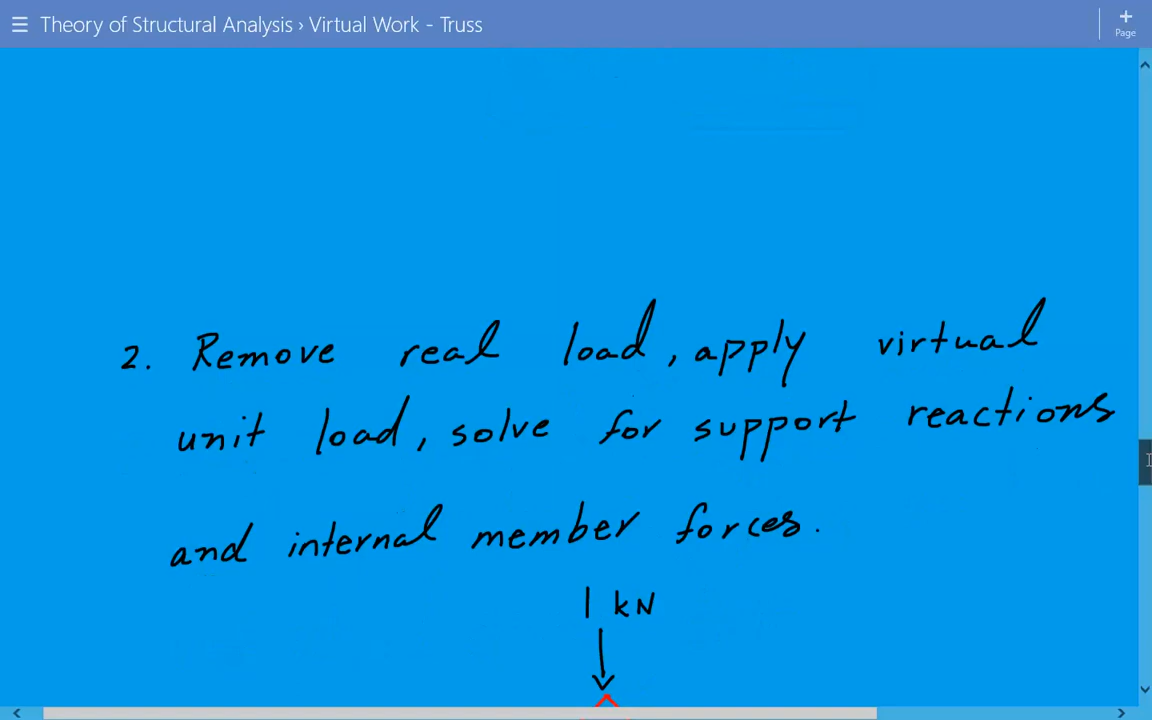 Theory of Structural Analysis › Virtual Work - Truss
Page
2. Remove real load, apply virtual
unit load, solve for support reactions
and internal member forces.
1 kN